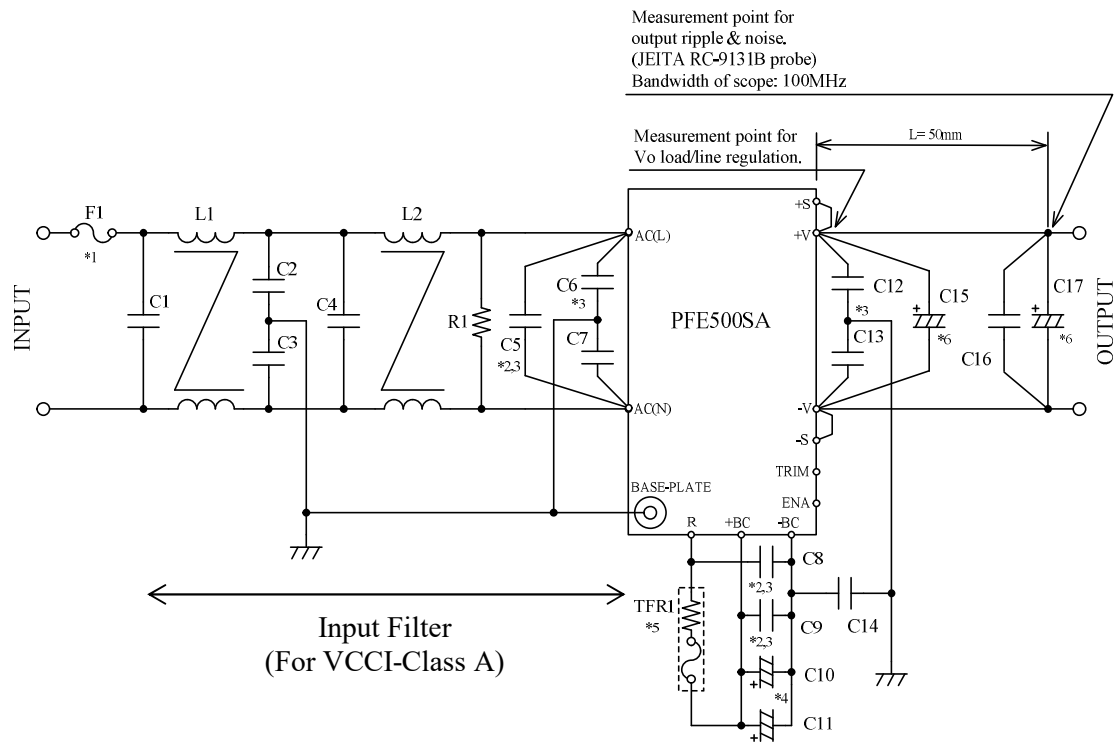 Measurement point for
output ripple & noise.
(JEITA RC-9131B probe)
Bandwidth of scope: 100MHz
Measurement point for
Vo load/line regulation.
L= 50mm
F1
*1
L1
L2
INPUT
C1
C2
C3
C4
R1
C5
*2,3
C6
*3
C7
AC(L)
AC(N)
PFE500SA
+S
+V
-V
-S
TRIM
ENA
BASE-PLATE
R
+BC
-BC
C12
*3
C13
C15
*6
C16
C17
*6
OUTPUT
C8
*2,3
C9
*2,3
C10
*4
C11
C14
TFR1
*5
Input Filter
(For VCCI-Class A)